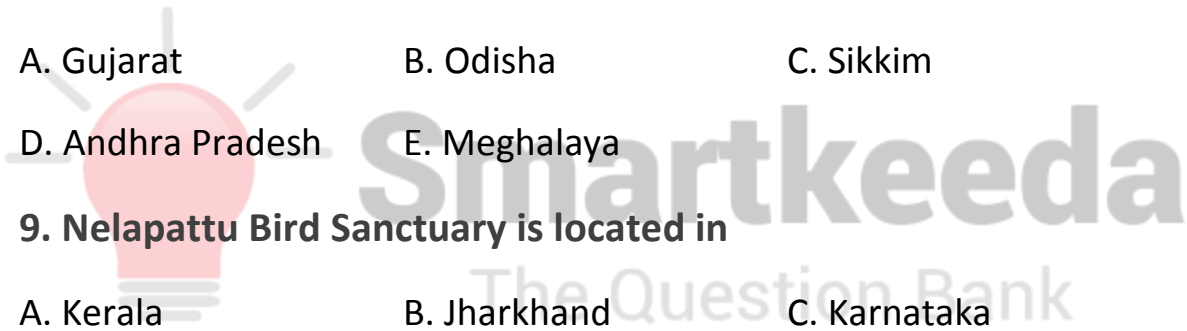 A. Gujarat B. Odisha C. Sikkim
D. Andhra Pradesh E. Meghalaya
Smartkeeda
9. Nelapattu Bird Sanctuary is located in
The Question Bank
A. Kerala B. Jharkhand C. Karnataka